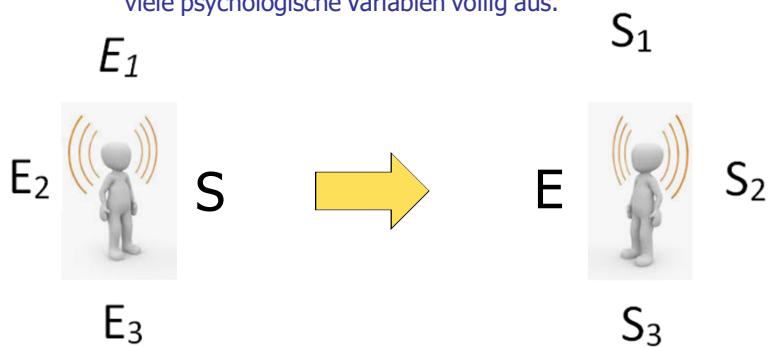 viele psychologische Variablen völlig aus.
E₁
S₁
E₂
S
E
S₂
E₃
S₃